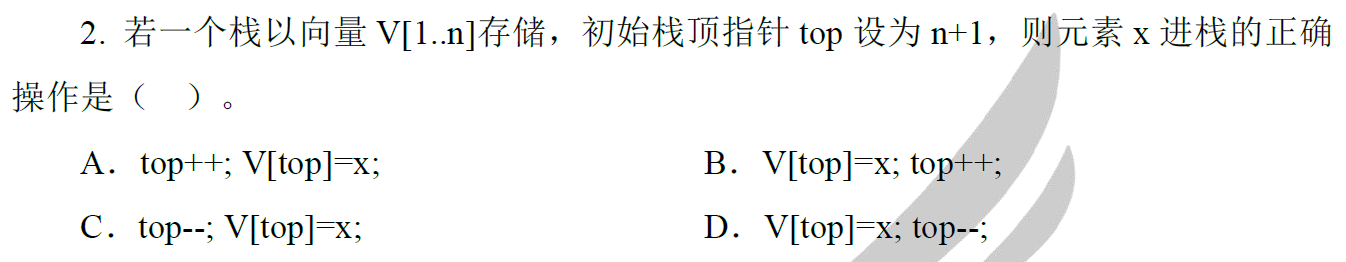 2. 若一个栈以向量 V[1..n]存储，初始栈顶指针 top 设为 n+1，则元素 x 进栈的正确
操作是（　）。
A．top++; V[top]=x;　B．V[top]=x; top++;
C．top--; V[top]=x;　D．V[top]=x; top--;